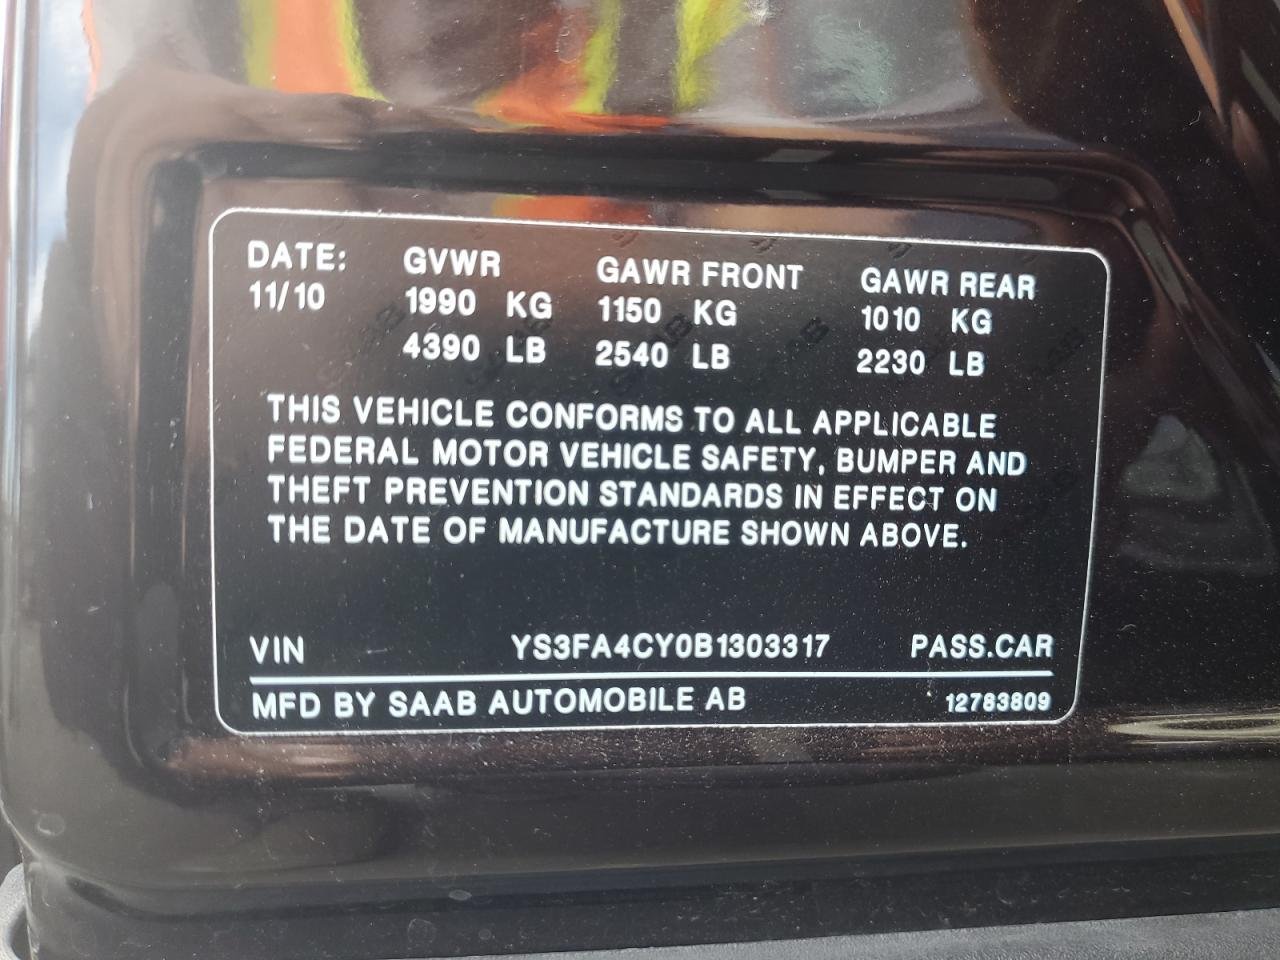 DATE: GVWR GAWR FRONT GAWR REAR
11/10 1990 KG 1150 KG 1010 KG
4390 LB 2540 LB 2230 LB
THIS VEHICLE CONFORMS TO ALL APPLICABLE
FEDERAL MOTOR VEHICLE SAFETY, BUMPER AND
THEFT PREVENTION STANDARDS IN EFFECT ON
THE DATE OF MANUFACTURE SHOWN ABOVE.
VIN YS3FA4CY0B1303317 PASS.CAR
MFD BY SAAB AUTOMOBILE AB 12783809